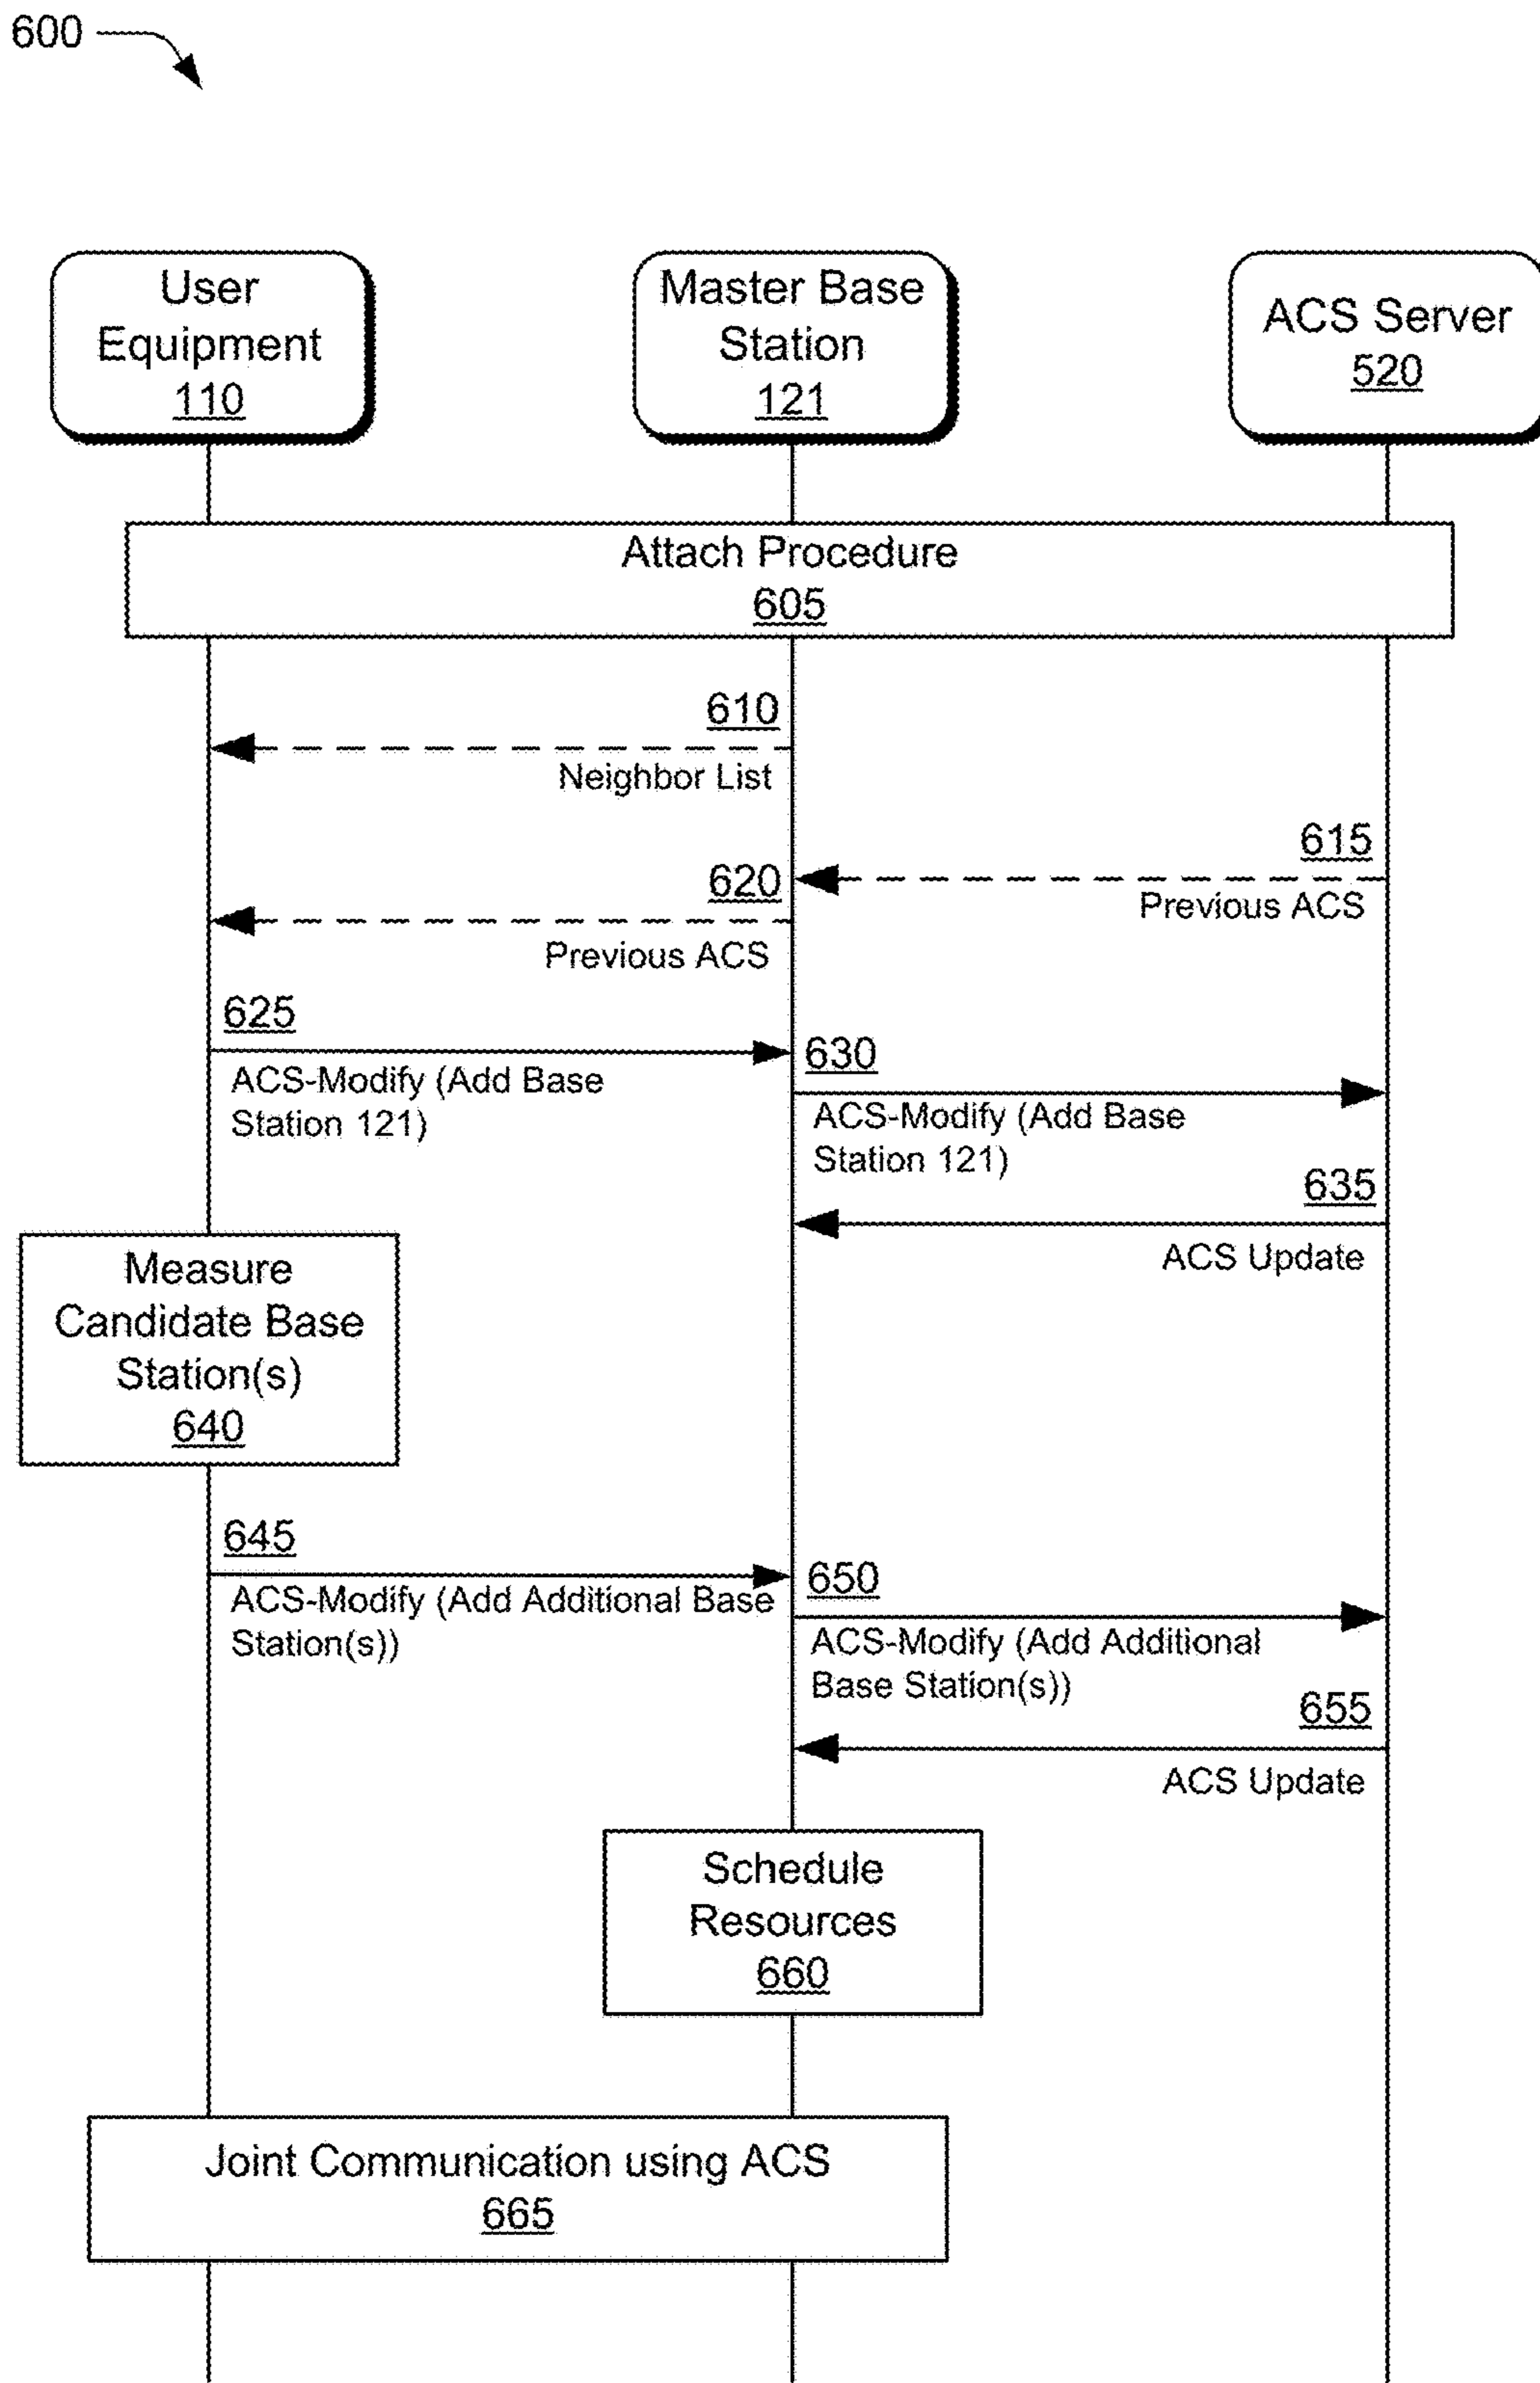 600
User
Equipment
110
Master Base
Station
121
ACS Server
520
Attach Procedure
605
610
Neighbor List
615
Previous ACS
620
Previous ACS
625
ACS-Modify (Add Base
Station 121)
630
ACS-Modify (Add Base
Station 121)
635
ACS Update
Measure
Candidate Base
Station(s)
640
645
ACS-Modify (Add Additional Base
Station(s))
650
ACS-Modify (Add Additional
Base Station(s))
655
ACS Update
Schedule
Resources
660
Joint Communication using ACS
665